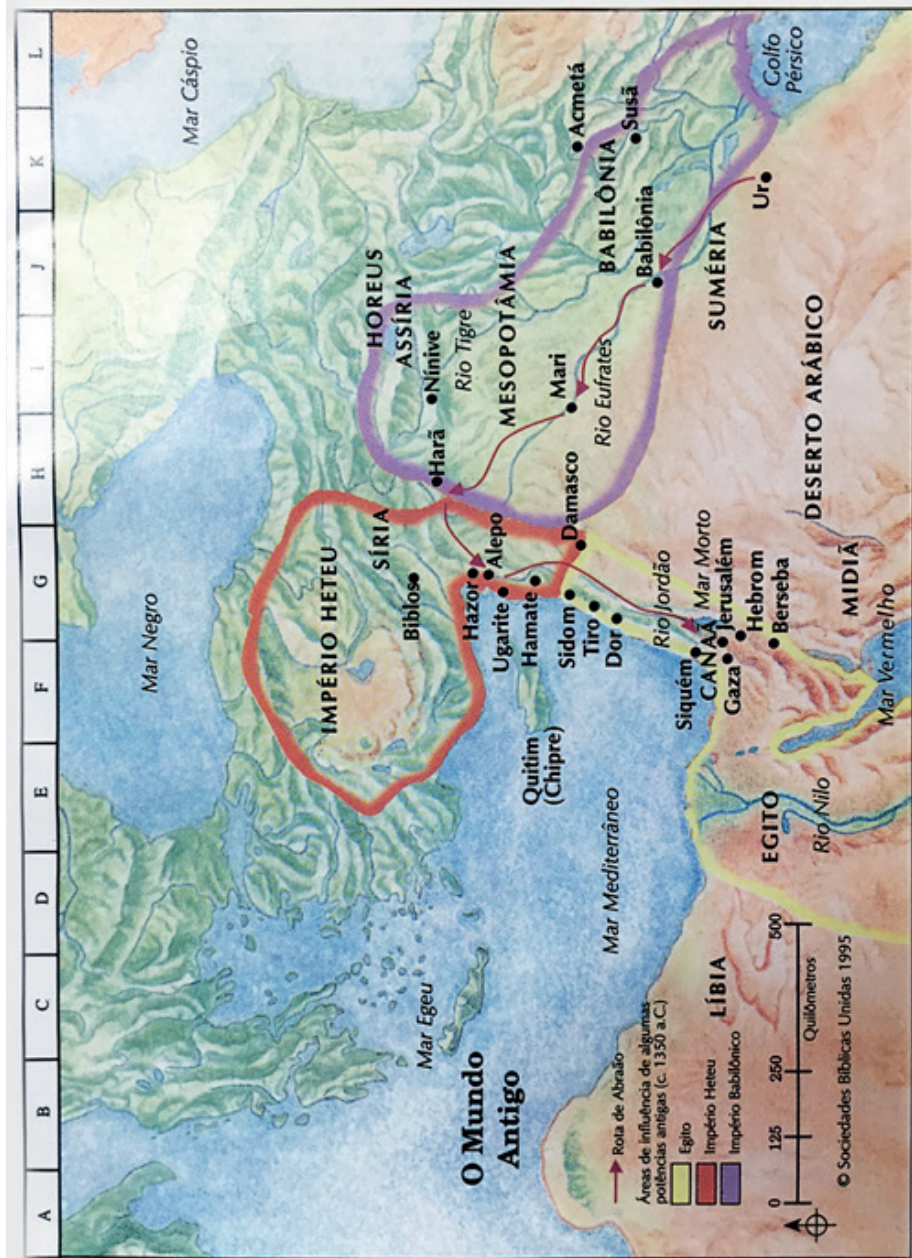 A B C D E F G H I J K L
Mar Negro
Mar Cáspio
IMPÉRIO HETEU
HOREUS
SÍRIA
ASSÍRIA
Biblos
Harã
Nínive
Rio Tigre
Mar Egeu
Hazor
Alepo
Ugarite
Hamate
MESOPOTÂMIA
Acmetá
O Mundo
Antigo
Quitim
(Chipre)
Sidom
Tiro
Dor
Damasco
Mari
Rio Eufrates
BABILÔNIA
Susã
Babilônia
Mar Mediterrâneo
Rio Jordão
Siquém
CANAÃ
Mar Morto
Gaza
Jerusalém
Hebrom
Berseba
SUMÉRIA
Ur
Golfo
Pérsico
Rota de Abraão
Áreas de influência de algumas
potências antigas (c. 1350 a.C.)
Egito
Império Heteu
Império Babilônico
LÍBIA
EGITO
Rio Nilo
MIDIÃ
Mar Vermelho
DESERTO ARÁBICO
0 125 250 500
Quilômetros
© Sociedades Bíblicas Unidas 1995